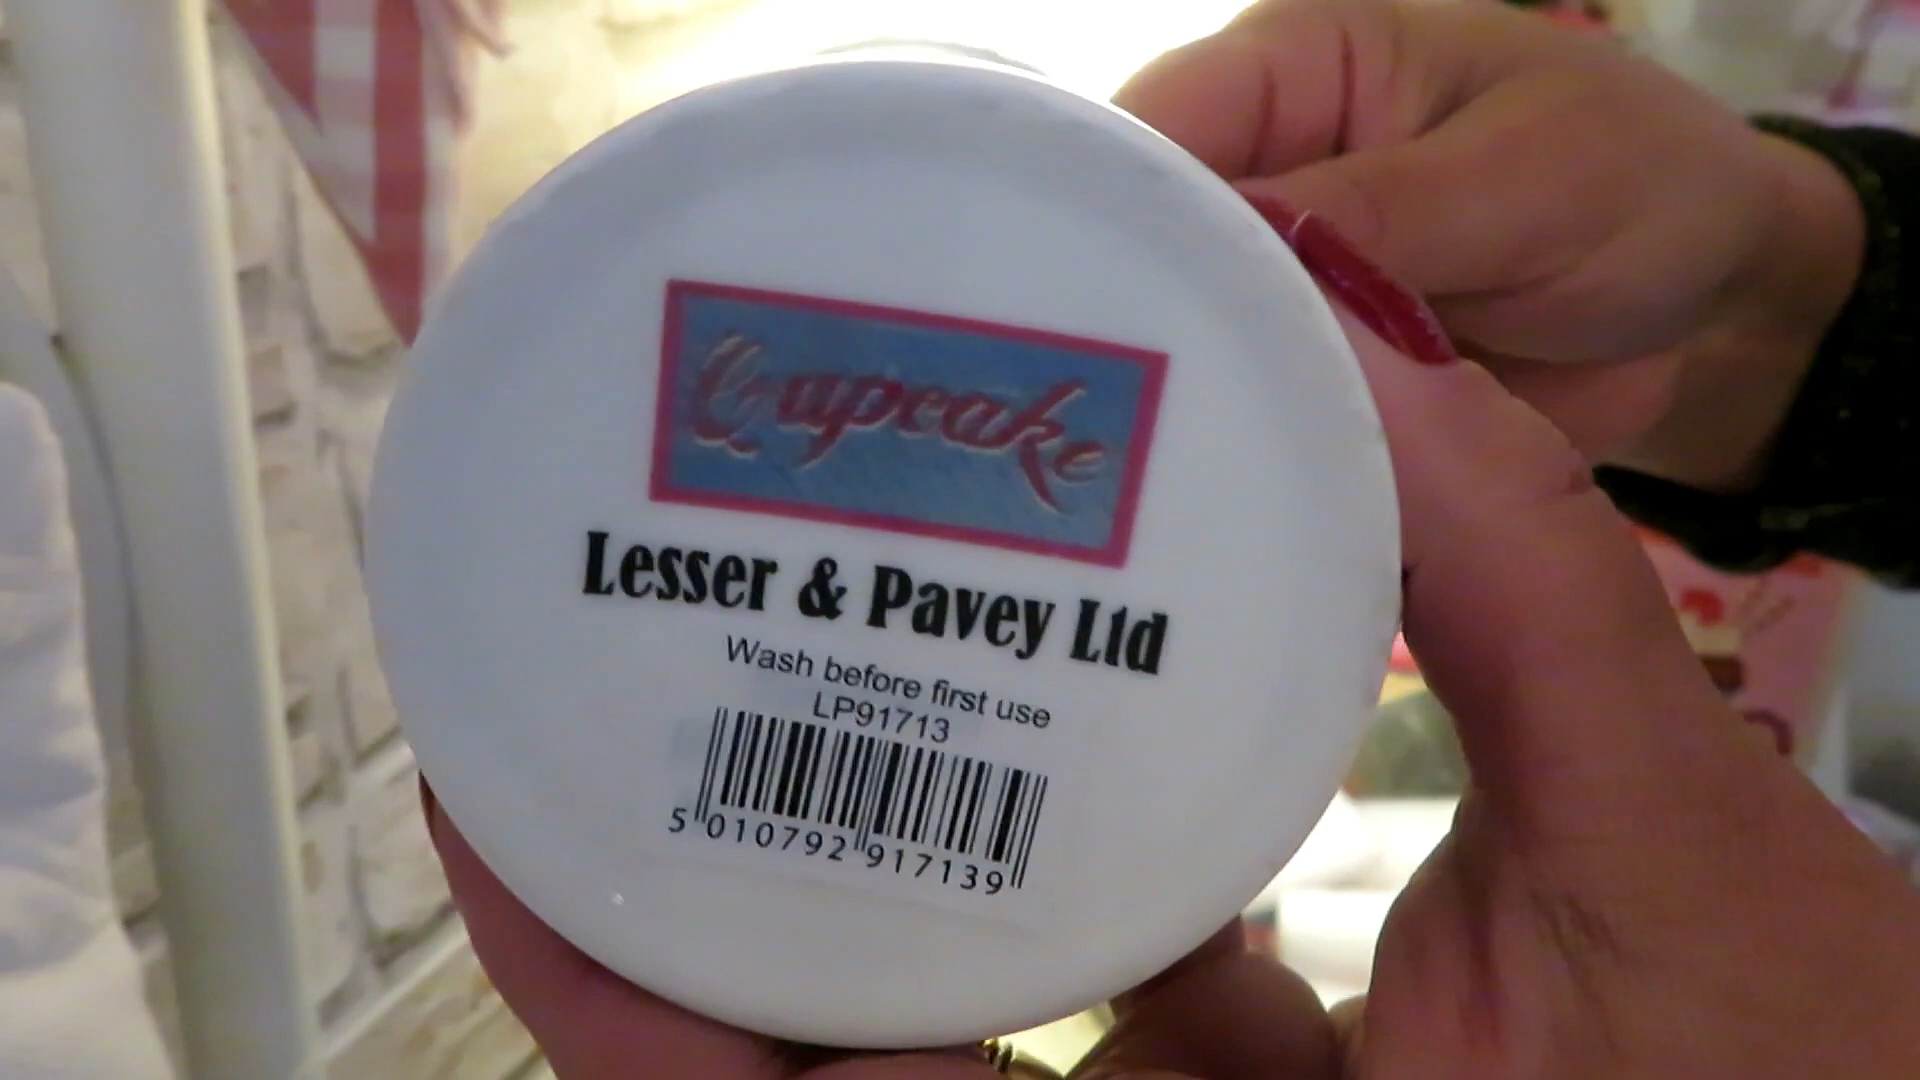 Cupcake
Lesser & Pavey Ltd
Wash before first use
LP91713
5 010792 917139